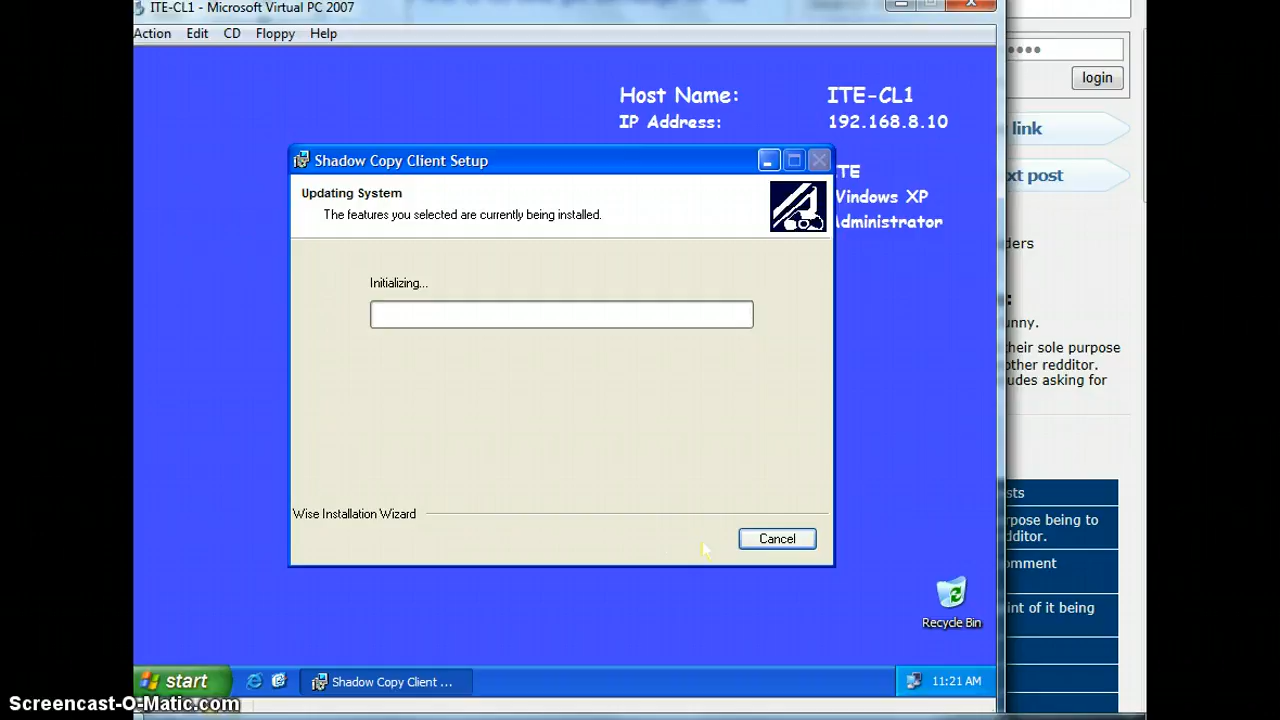 ITE-CL1 - Microsoft Virtual PC 2007
Action Edit CD Floppy Help
login
link
xt post
Host Name: ITE-CL1
IP Address: 192.168.8.10
Windows XP
Administrator
Shadow Copy Client Setup
Updating System
The features you selected are currently being installed.
Initializing...
Wise Installation Wizard
Cancel
Recycle Bin
ders
unny.
their sole purpose
other redditor.
udes asking for
sts
rpose being to
dditor.
omment
int of it being
start
Shadow Copy Client ...
11:21 AM
Screencast-O-Matic.com